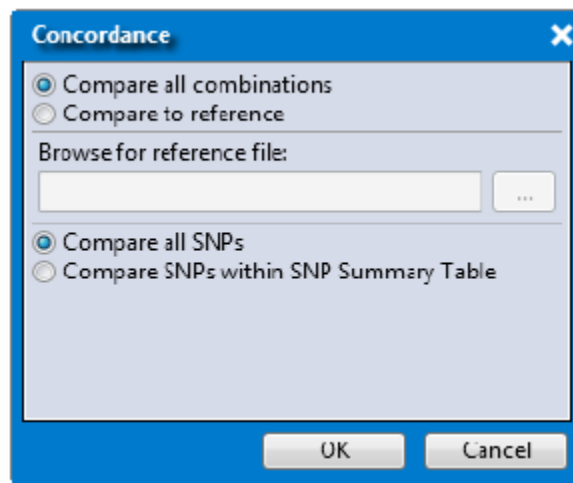 Concordance
Compare all combinations
Compare to reference
Browse for reference file:
...
Compare all SNPs
Compare SNPs within SNP Summary Table
OK
Cancel